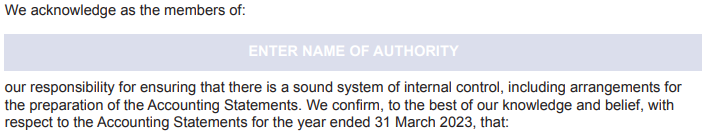 We acknowledge as the members of:
ENTER NAME OF AUTHORITY
our responsibility for ensuring that there is a sound system of internal control, including arrangements for
the preparation of the Accounting Statements. We confirm, to the best of our knowledge and belief, with
respect to the Accounting Statements for the year ended 31 March 2023, that: